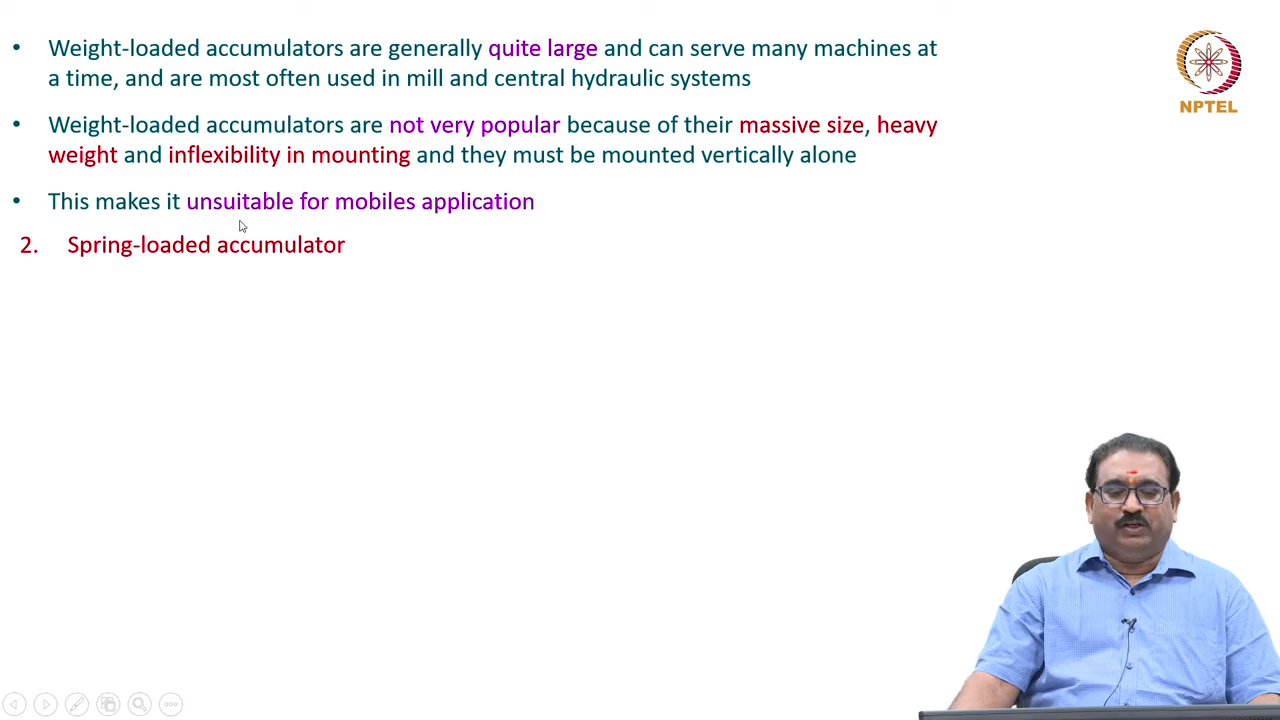 • Weight-loaded accumulators are generally quite large and can serve many machines at
a time, and are most often used in mill and central hydraulic systems
• Weight-loaded accumulators are not very popular because of their massive size, heavy
weight and inflexibility in mounting and they must be mounted vertically alone
• This makes it unsuitable for mobiles application
2. Spring-loaded accumulator
NPTEL